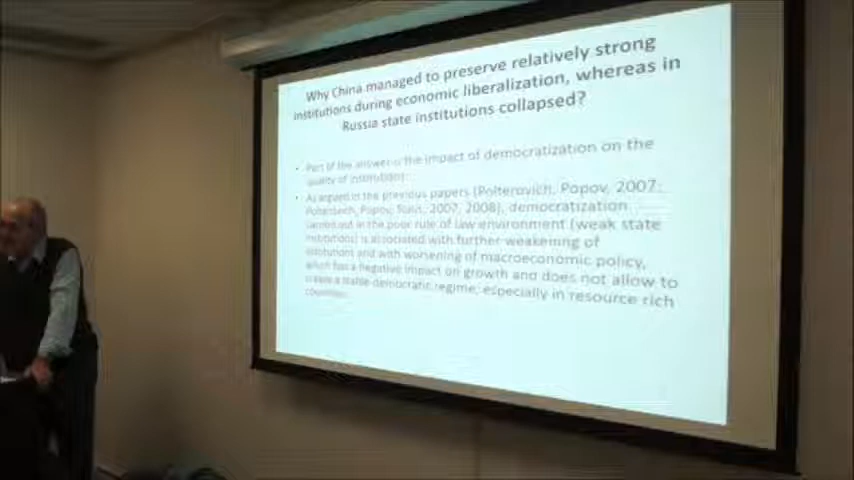 Why China managed to preserve relatively strong
institutions during economic liberalization, whereas in
Russia state institutions collapsed?
• Part of the answer is the impact of democratization on the
quality of institutions.
• As argued in the previous papers (Polterovich, Popov, 2007;
Polterovich, Popov, Tonis, 2007, 2008), democratization
carried out in the poor rule of law environment (weak state
institutions) is associated with further weakening of
institutions and with worsening of macroeconomic policy,
which has a negative impact on growth and does not allow to
create a stable democratic regime, especially in resource rich
countries.